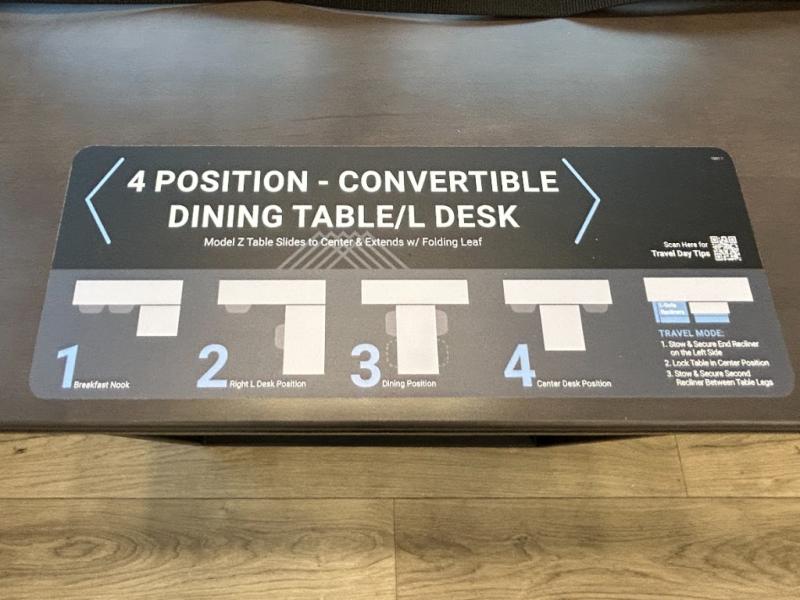 4 POSITION - CONVERTIBLE
DINING TABLE/L DESK
Model Z Table Slides to Center & Extends w/ Folding Leaf
Scan Here for
Travel Day Tips
1 Breakfast Nook
2 Right L Desk Position
3 Dining Position
4 Center Desk Position
Recliners
TRAVEL MODE:
1. Stow & Secure End Recliner
on the Left Side
2. Lock Table in Center Position
3. Stow & Secure Second
Recliner Between Table Legs